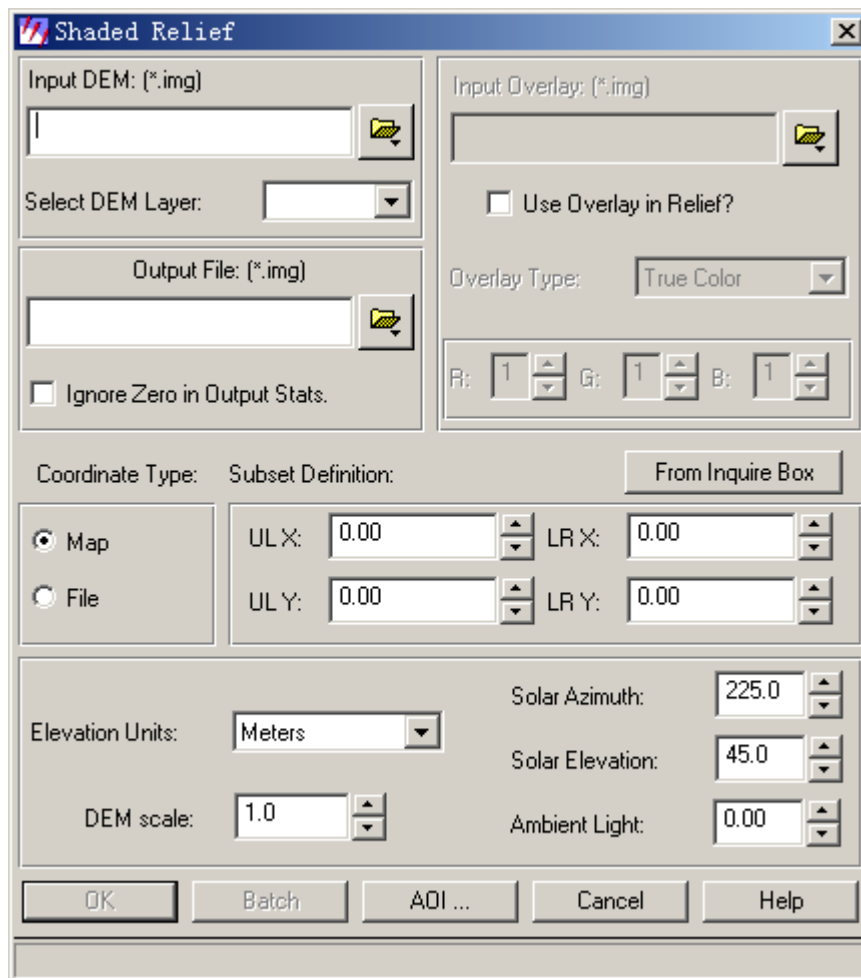 Shaded Relief
Input DEM: (*.img)
Select DEM Layer:
Output File: (*.img)
Ignore Zero in Output Stats.
Input Overlay: (*.img)
Use Overlay in Relief?
Overlay Type: True Color
R: 1 G: 1 B: 1
Coordinate Type: Subset Definition: From Inquire Box
Map
File
UL X: 0.00 LR X: 0.00
UL Y: 0.00 LR Y: 0.00
Elevation Units: Meters
DEM scale: 1.0
Solar Azimuth: 225.0
Solar Elevation: 45.0
Ambient Light: 0.00
OK Batch AOI ... Cancel Help